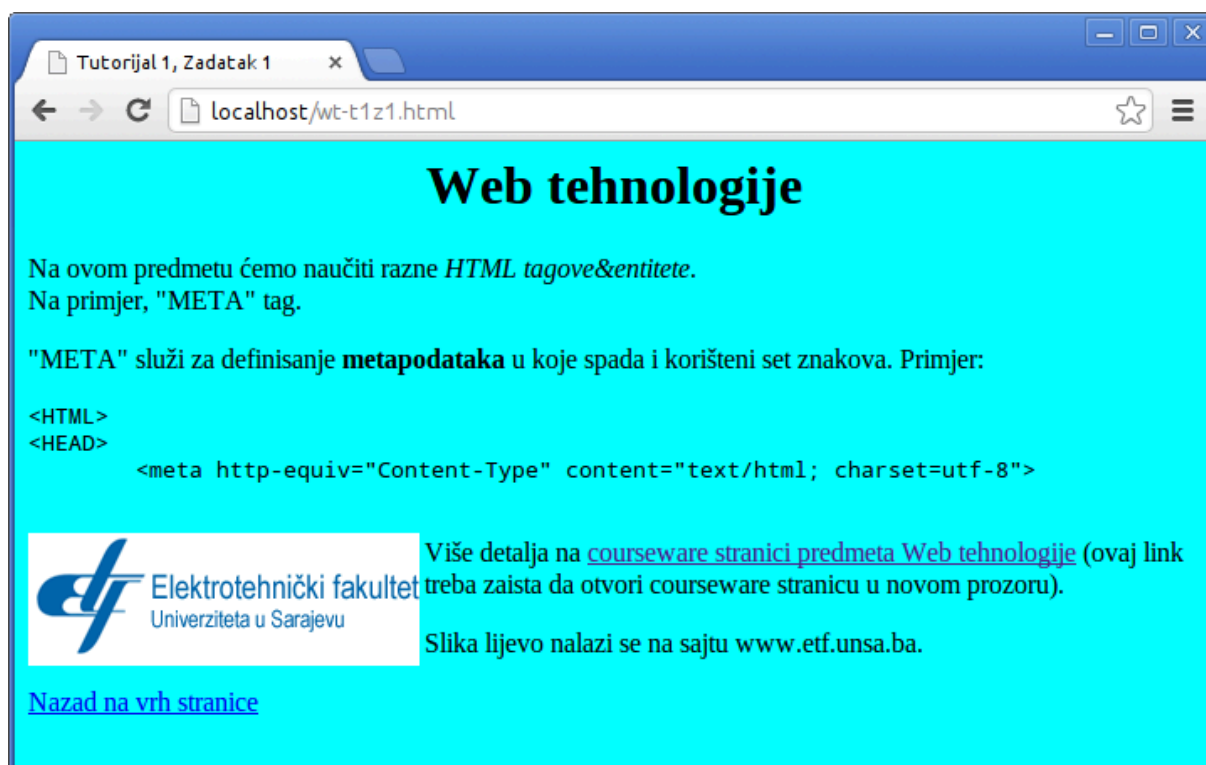 Tutorijal 1, Zadatak 1
localhost/wt-t1z1.html
Web tehnologije
Na ovom predmetu ćemo naučiti razne HTML tagove&entitete.
Na primjer, "META" tag.
"META" služi za definisanje metapodataka u koje spada i korišteni set znakova. Primjer:
<HTML>
<HEAD>
<meta http-equiv="Content-Type" content="text/html; charset=utf-8">
Elektrotehnički fakultet
Univerziteta u Sarajevu
Više detalja na courseware stranici predmeta Web tehnologije (ovaj link
treba zaista da otvori courseware stranicu u novom prozoru).
Slika lijevo nalazi se na sajtu www.etf.unsa.ba.
Nazad na vrh stranice